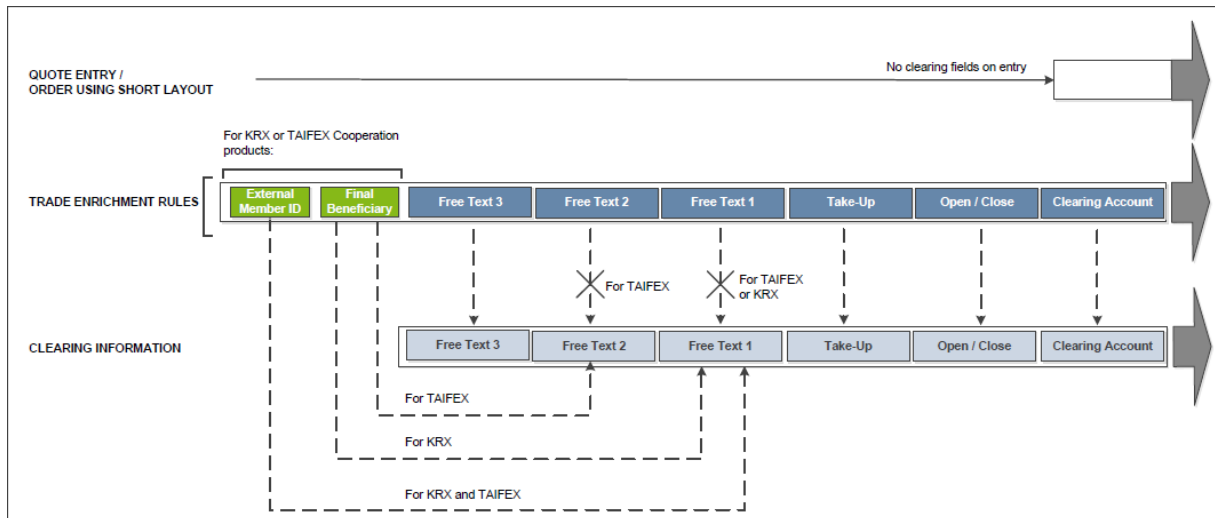 No clearing fields on entry
QUOTE ENTRY /
ORDER USING SHORT LAYOUT
For KRX or TAIFEX Cooperation
products:
TRADE ENRICHMENT RULES
External
Member ID
Final
Beneficiary
Free Text 3
Free Text 2
Free Text 1
Take-Up
Open / Close
Clearing Account
For TAIFEX
For TAIFEX
or KRX
CLEARING INFORMATION
Free Text 3
Free Text 2
Free Text 1
Take-Up
Open / Close
Clearing Account
For TAIFEX
For KRX
For KRX and TAIFEX